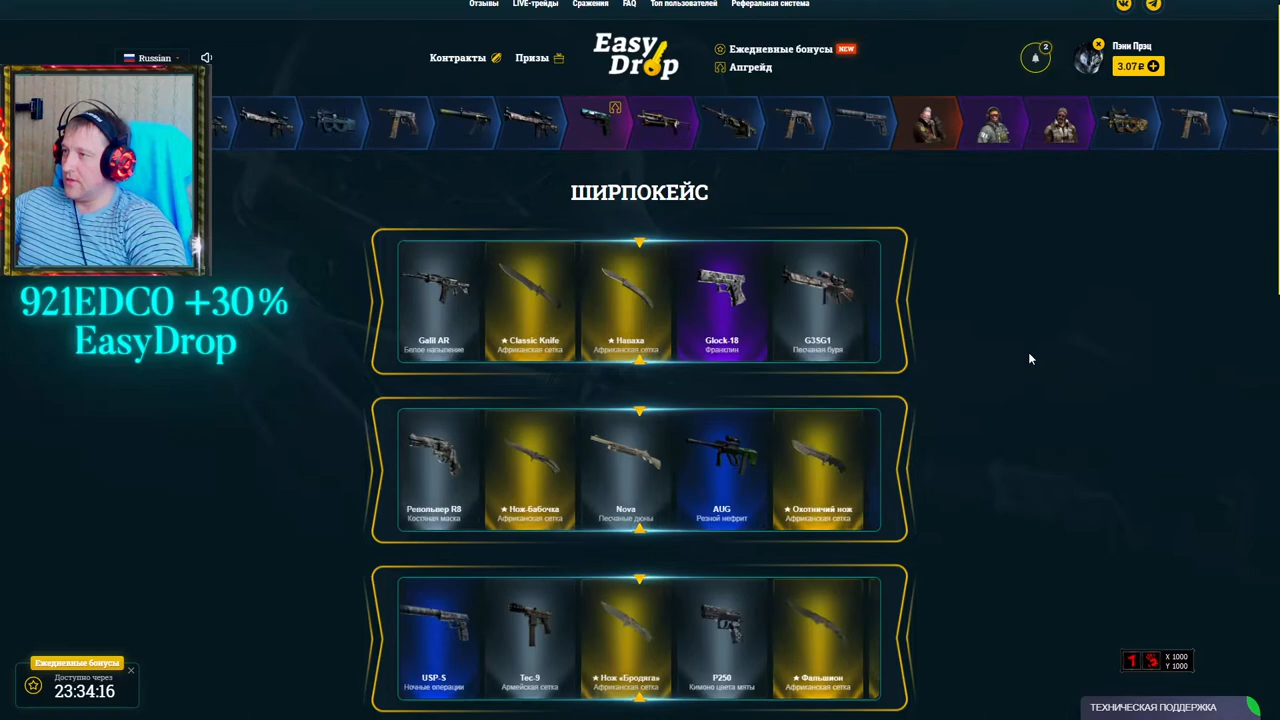 Отзывы LIVE-трейды Сражения FAQ Топ пользователей Реферальная система
Russian
Контракты Призы
Easy Drop
Ежедневные бонусы NEW
Апгрейд
2
Пэни Прэц
3.07₽
ШИРПОКЕЙС
Galil AR
Белое напыление
★ Classic Knife
Африканская сетка
★ Наваха
Африканская сетка
Glock-18
Франклин
G3SG1
Песчаная буря
921EDC0 +30%
EasyDrop
Револьвер R8
Костяная маска
★ Нож-бабочка
Африканская сетка
Nova
Песчаные дюны
AUG
Резной нефрит
★ Охотничий нож
Африканская сетка
USP-S
Ночные операции
Tec-9
Армейская сетка
★ Нож «Бродяга»
Африканская сетка
P250
Кимоно цвета мяты
★ Фальшион
Африканская сетка
Ежедневные бонусы
Доступно через
23:34:16
X 1000
Y 1000
ТЕХНИЧЕСКАЯ ПОДДЕРЖКА